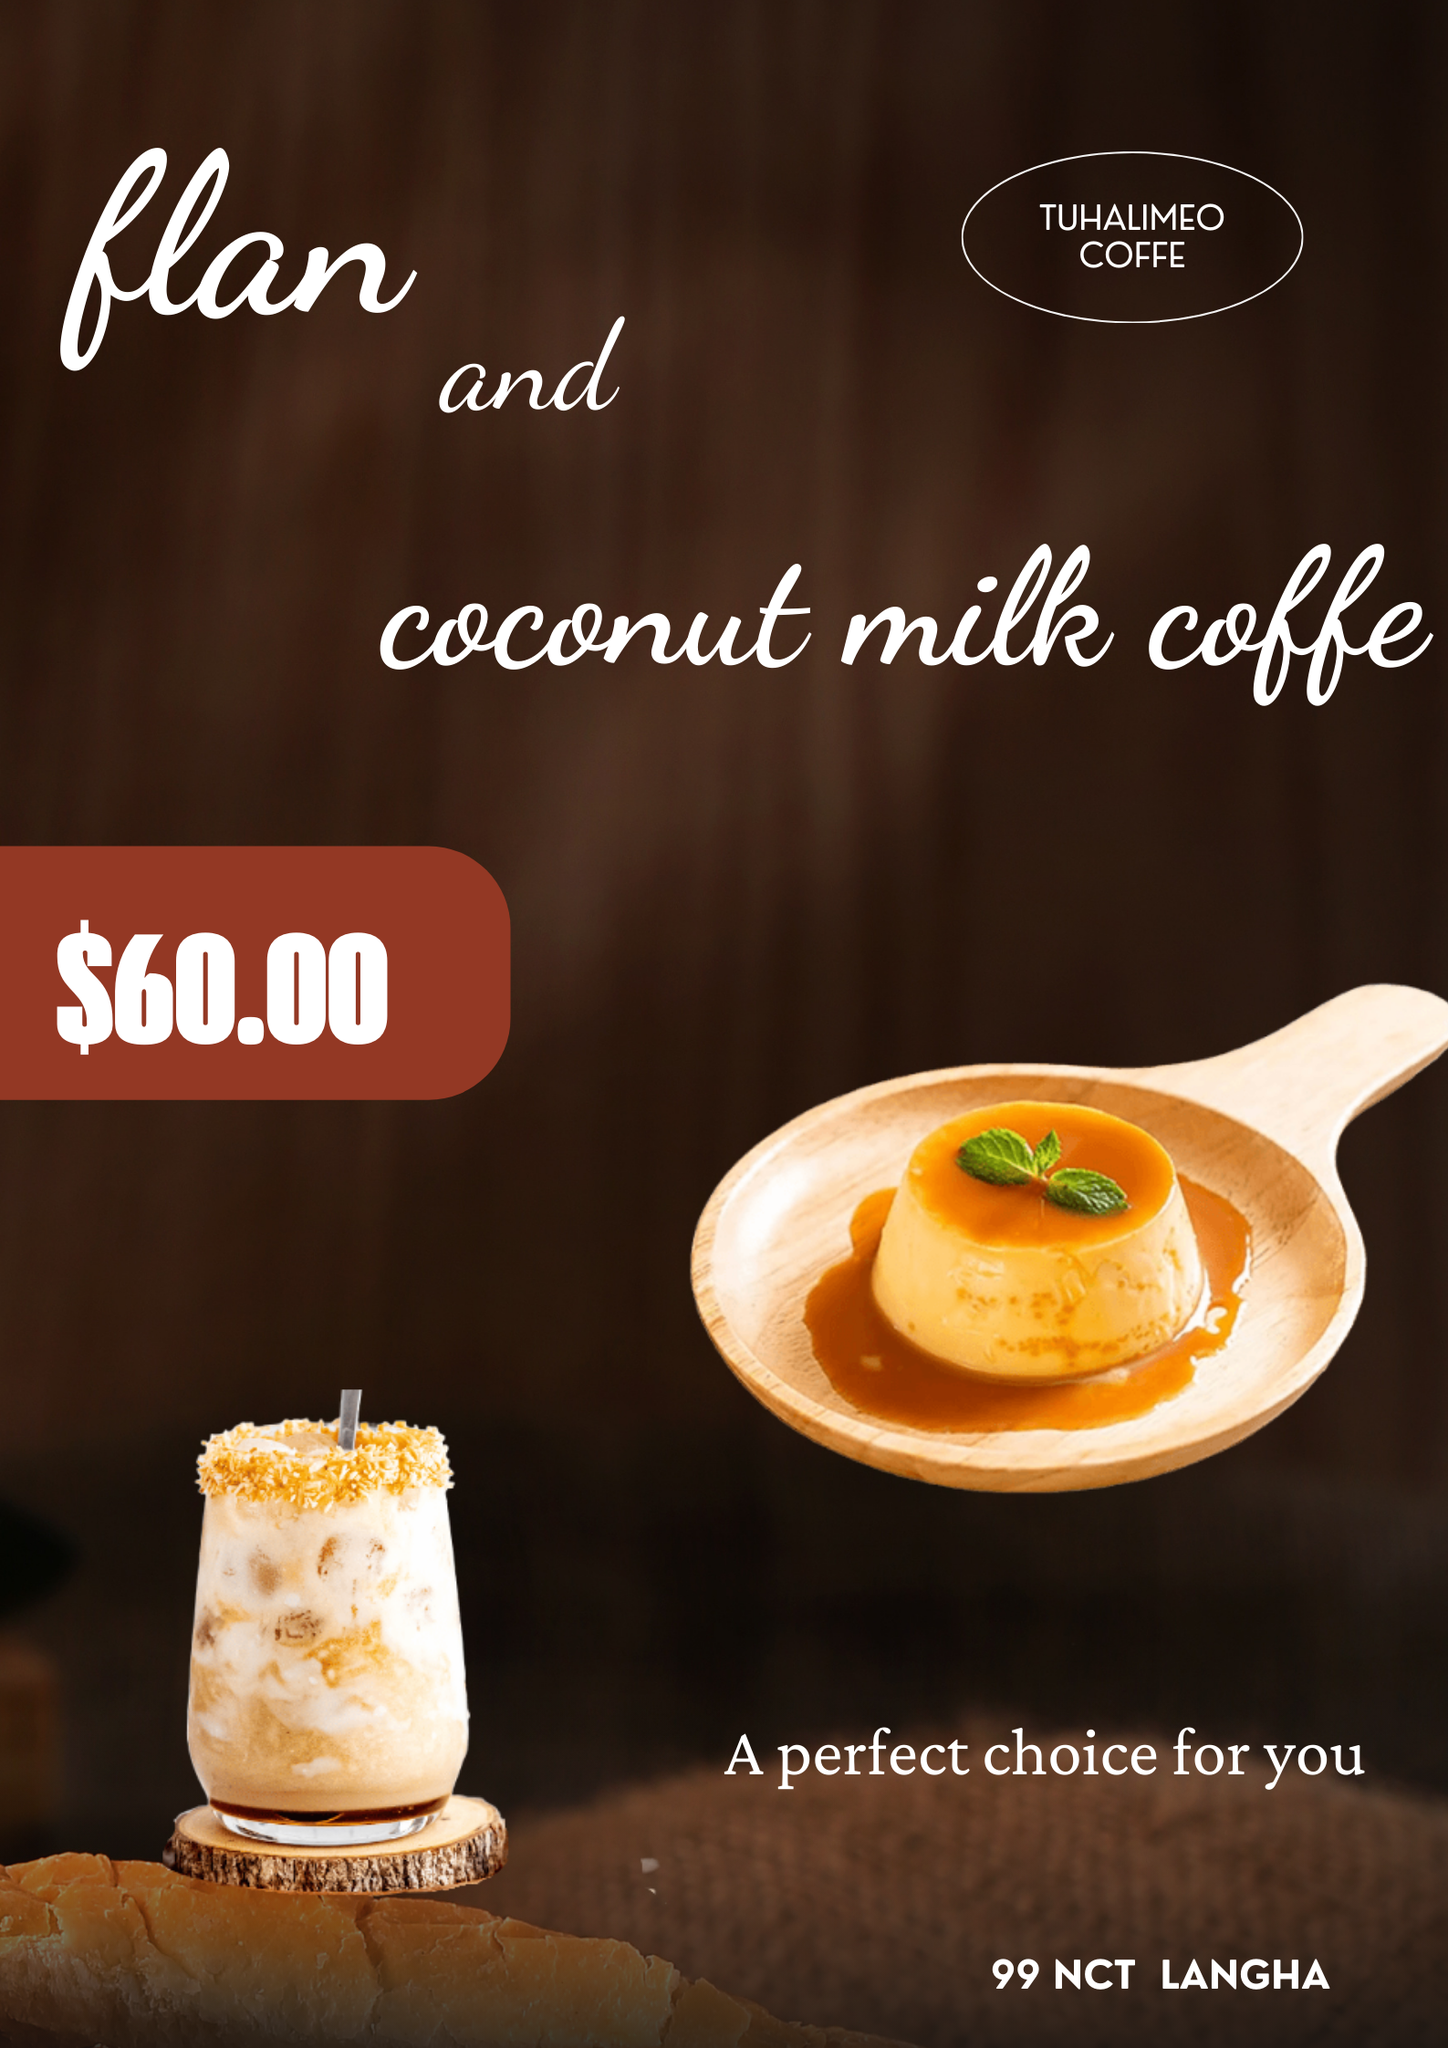 flan
TUHALIMEO
COFFE
and
coconut milk coffe
$60.00
A perfect choice for you
99 NCT LANGHA